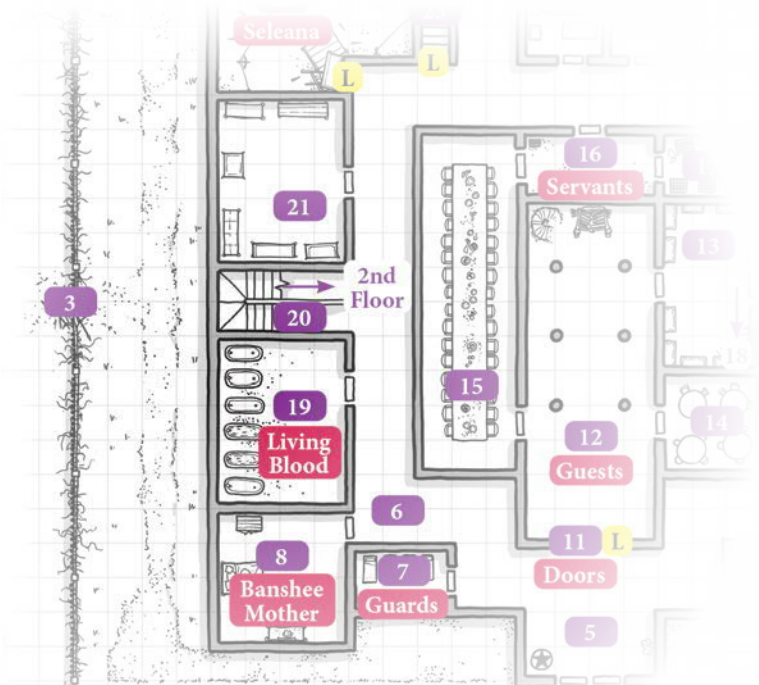 Seleana
L
L
16
Servants
21
13
3
2nd
Floor
20
18
15
19
Living
Blood
14
12
Guests
6
11
L
8
7
Doors
Banshee
Mother
Guards
5